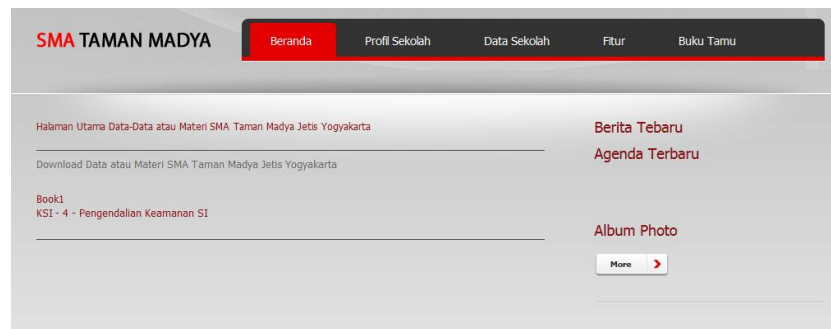 SMA TAMAN MADYA
Beranda
Profil Sekolah
Data Sekolah
Fitur
Buku Tamu
Halaman Utama Data-Data atau Materi SMA Taman Madya Jetis Yogyakarta
Download Data atau Materi SMA Taman Madya Jetis Yogyakarta
Book1
KSI - 4 - Pengendalian Keamanan SI
Berita Tebaru
Agenda Terbaru
Album Photo
More